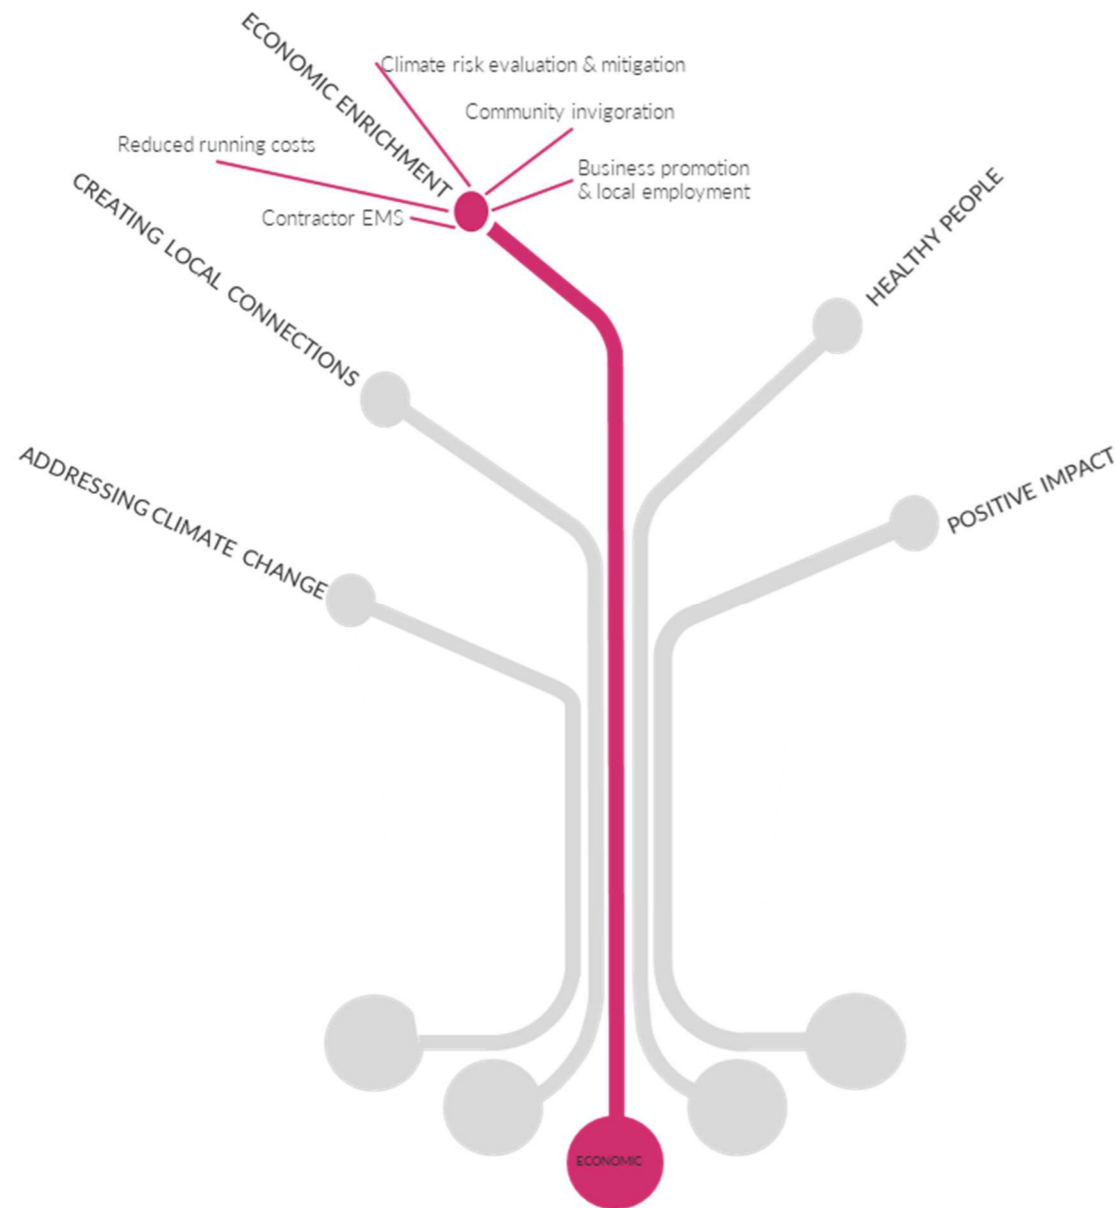 ECONOMIC ENRICHMENT
Climate risk evaluation & mitigation
Community invigoration
Reduced running costs
Business promotion
& local employment
Contractor EMS
CREATING LOCAL CONNECTIONS
HEALTHY PEOPLE
ADDRESSING CLIMATE CHANGE
POSITIVE IMPACT
ECONOMIC